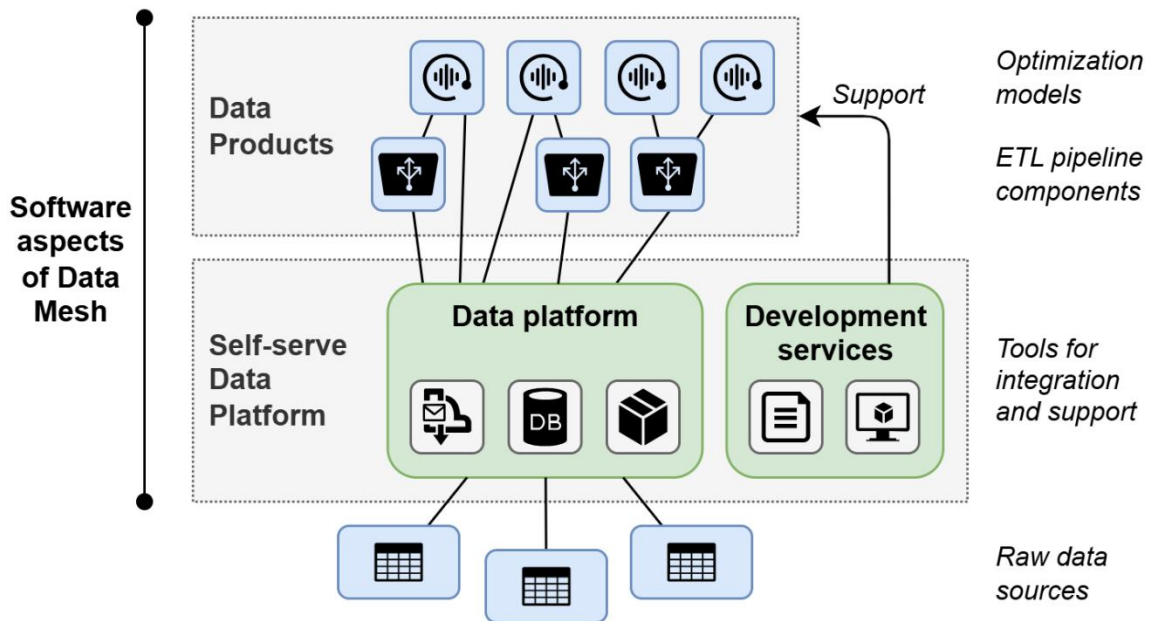 Optimization
models
Support
Data
Products
ETL pipeline
components
Software
aspects
of Data
Mesh
Data platform
Development
services
Self-serve
Data
Platform
Tools for
integration
and support
DB
Raw data
sources